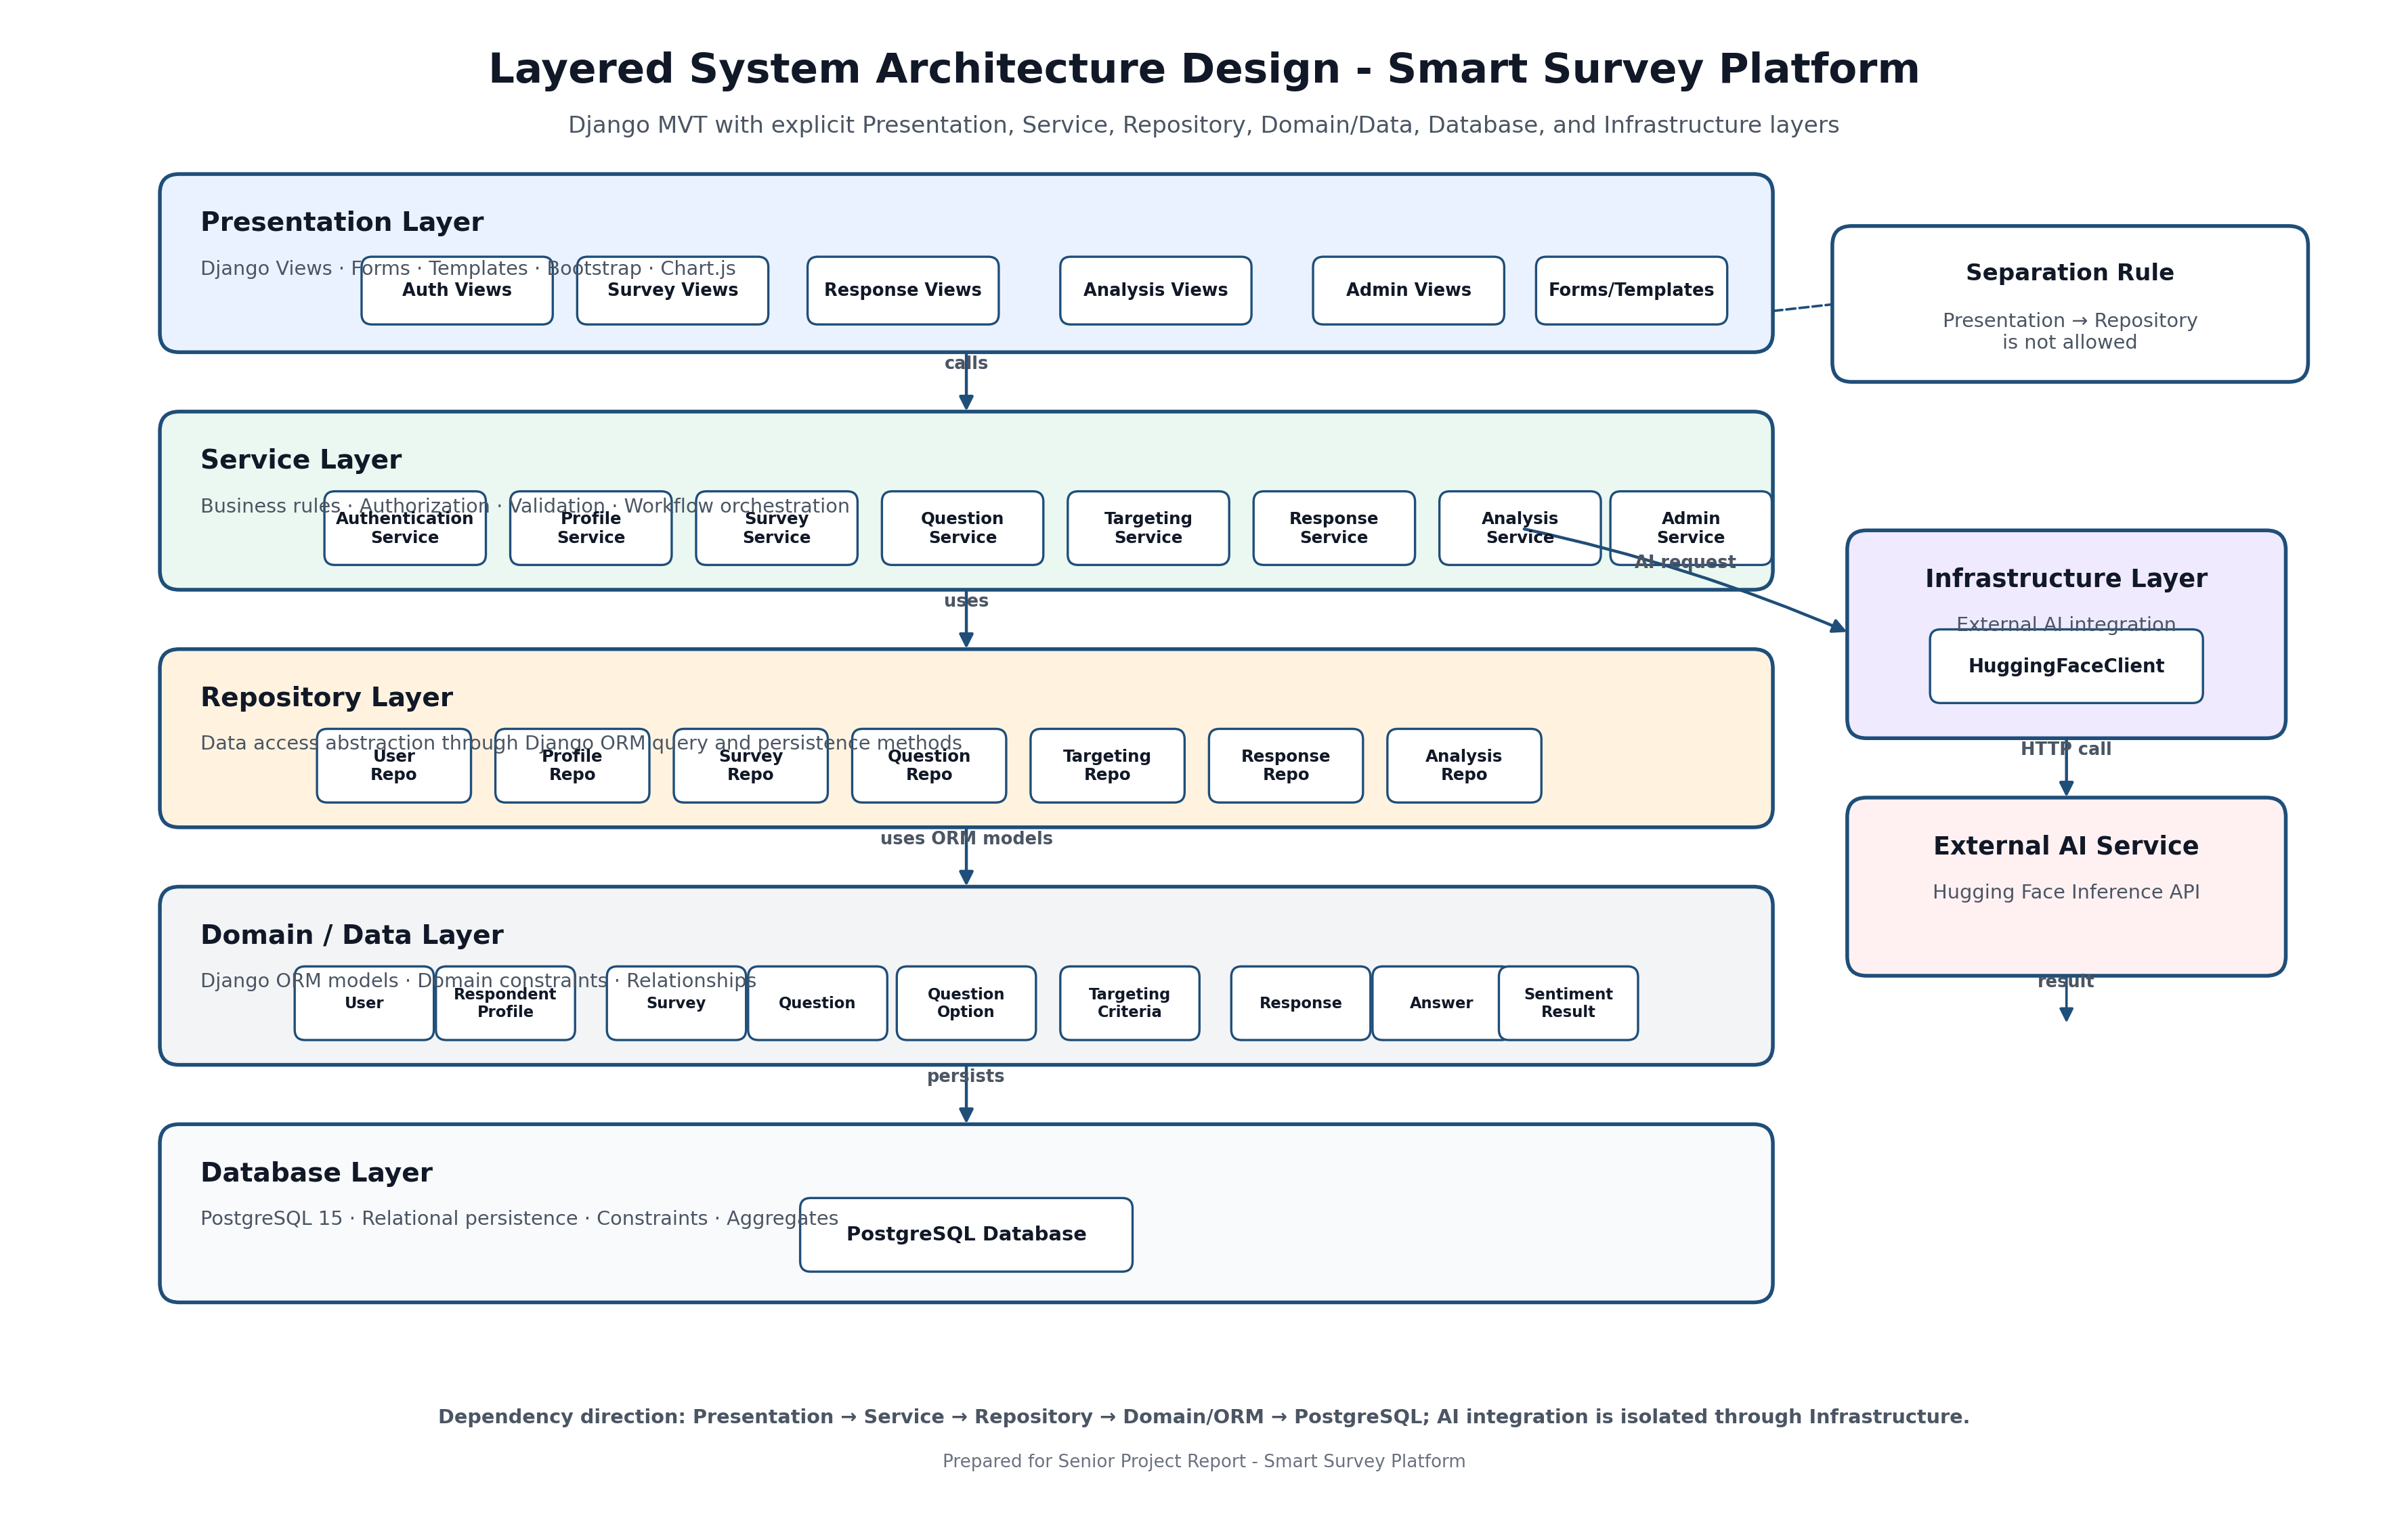 Layered System Architecture Design - Smart Survey Platform
Django MVT with explicit Presentation, Service, Repository, Domain/Data, Database, and Infrastructure layers
Presentation Layer
Django Views · Forms · Templates · Bootstrap · Chart.js
Auth Views
Survey Views
Response Views
Analysis Views
Admin Views
Forms/Templates
Separation Rule
Presentation → Repository
is not allowed
calls
Service Layer
Business rules · Authorization · Validation · Workflow orchestration
Authentication
Service
Profile
Service
Survey
Service
Question
Service
Targeting
Service
Response
Service
Analysis
Service
Admin
Service
AI request
uses
Infrastructure Layer
External AI integration
HuggingFaceClient
HTTP call
Repository Layer
Data access abstraction through Django ORM query and persistence methods
User
Repo
Profile
Repo
Survey
Repo
Question
Repo
Targeting
Repo
Response
Repo
Analysis
Repo
uses ORM models
External AI Service
Hugging Face Inference API
result
Domain / Data Layer
Django ORM models · Domain constraints · Relationships
User
Respondent
Profile
Survey
Question
Question
Option
Targeting
Criteria
Response
Answer
Sentiment
Result
persists
Database Layer
PostgreSQL 15 · Relational persistence · Constraints · Aggregates
PostgreSQL Database
Dependency direction: Presentation → Service → Repository → Domain/ORM → PostgreSQL; AI integration is isolated through Infrastructure.
Prepared for Senior Project Report - Smart Survey Platform